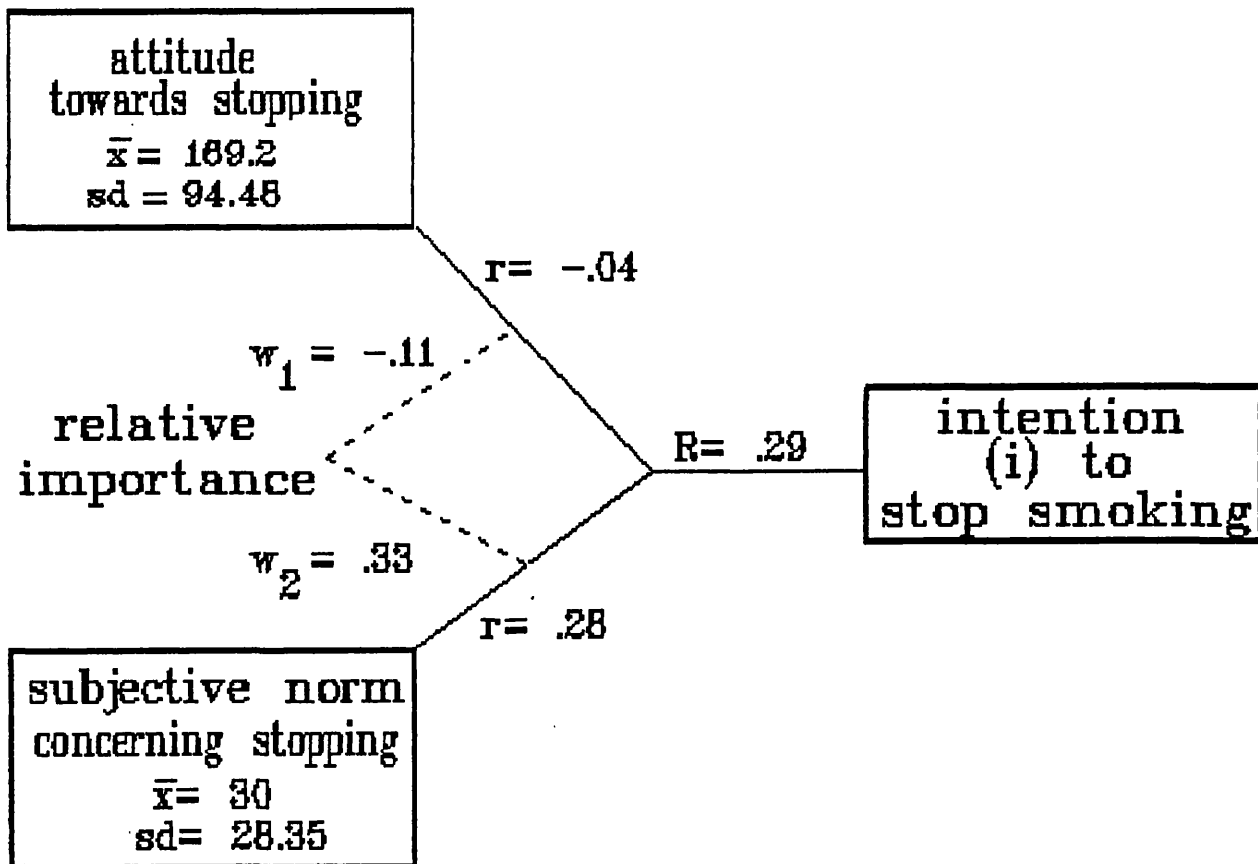 attitude
towards stopping
x̄ = 169.2
sd = 94.48
r= -.04
w1 = -.11
relative
importance
R= .29
intention
(i) to
stop smoking
w2 = .33
r= .28
subjective norm
concerning stopping
x̄= 30
sd= 28.35